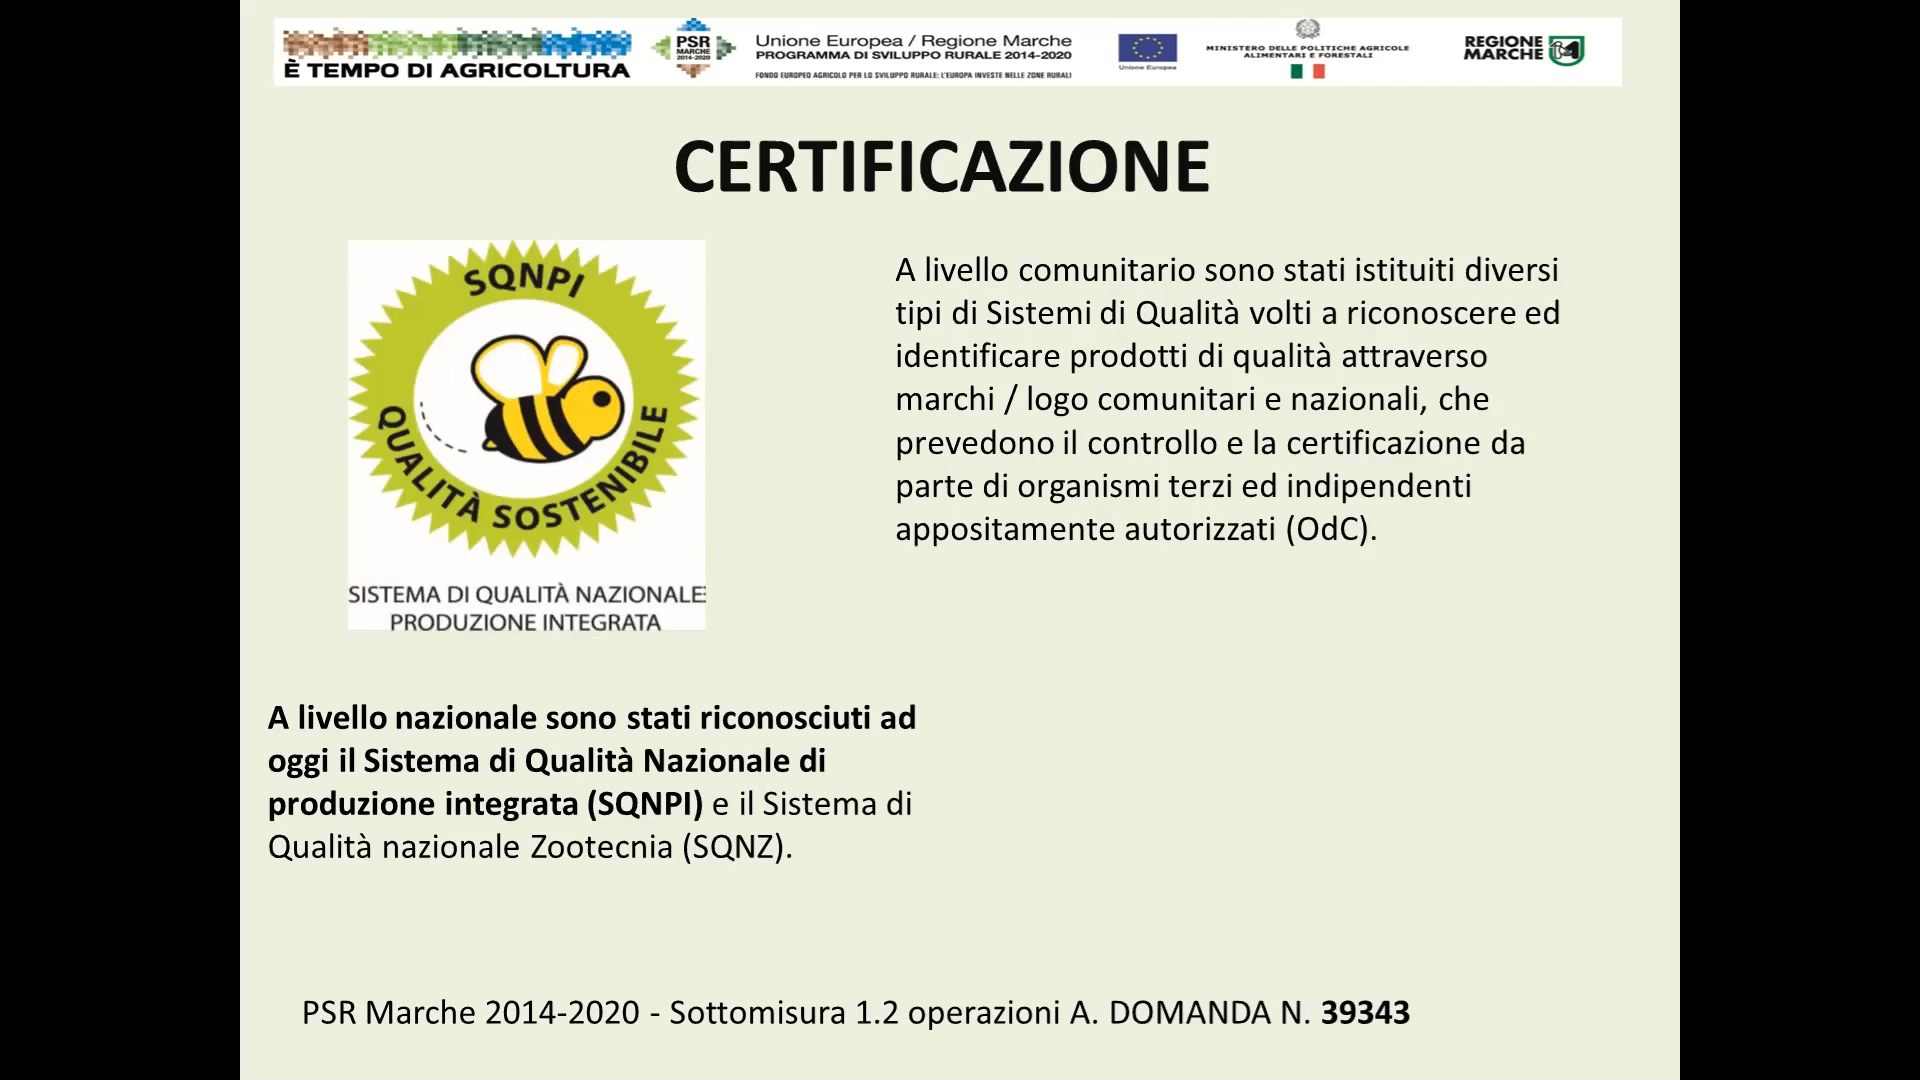 È TEMPO DI AGRICOLTURA
PSR
MARCHE
2014-2020
Unione Europea / Regione Marche
PROGRAMMA DI SVILUPPO RURALE 2014-2020
FONDO EUROPEO AGRICOLO PER LO SVILUPPO RURALE: L'EUROPA INVESTE NELLE ZONE RURALI
Unione Europea
MINISTERO DELLE POLITICHE AGRICOLE
ALIMENTARI E FORESTALI
REGIONE
MARCHE
CERTIFICAZIONE
SQNPI
QUALITÀ SOSTENIBILE
SISTEMA DI QUALITÀ NAZIONALE
PRODUZIONE INTEGRATA
A livello comunitario sono stati istituiti diversi
tipi di Sistemi di Qualità volti a riconoscere ed
identificare prodotti di qualità attraverso
marchi / logo comunitari e nazionali, che
prevedono il controllo e la certificazione da
parte di organismi terzi ed indipendenti
appositamente autorizzati (OdC).
A livello nazionale sono stati riconosciuti ad
oggi il Sistema di Qualità Nazionale di
produzione integrata (SQNPI) e il Sistema di
Qualità nazionale Zootecnia (SQNZ).
PSR Marche 2014-2020 - Sottomisura 1.2 operazioni A. DOMANDA N. 39343